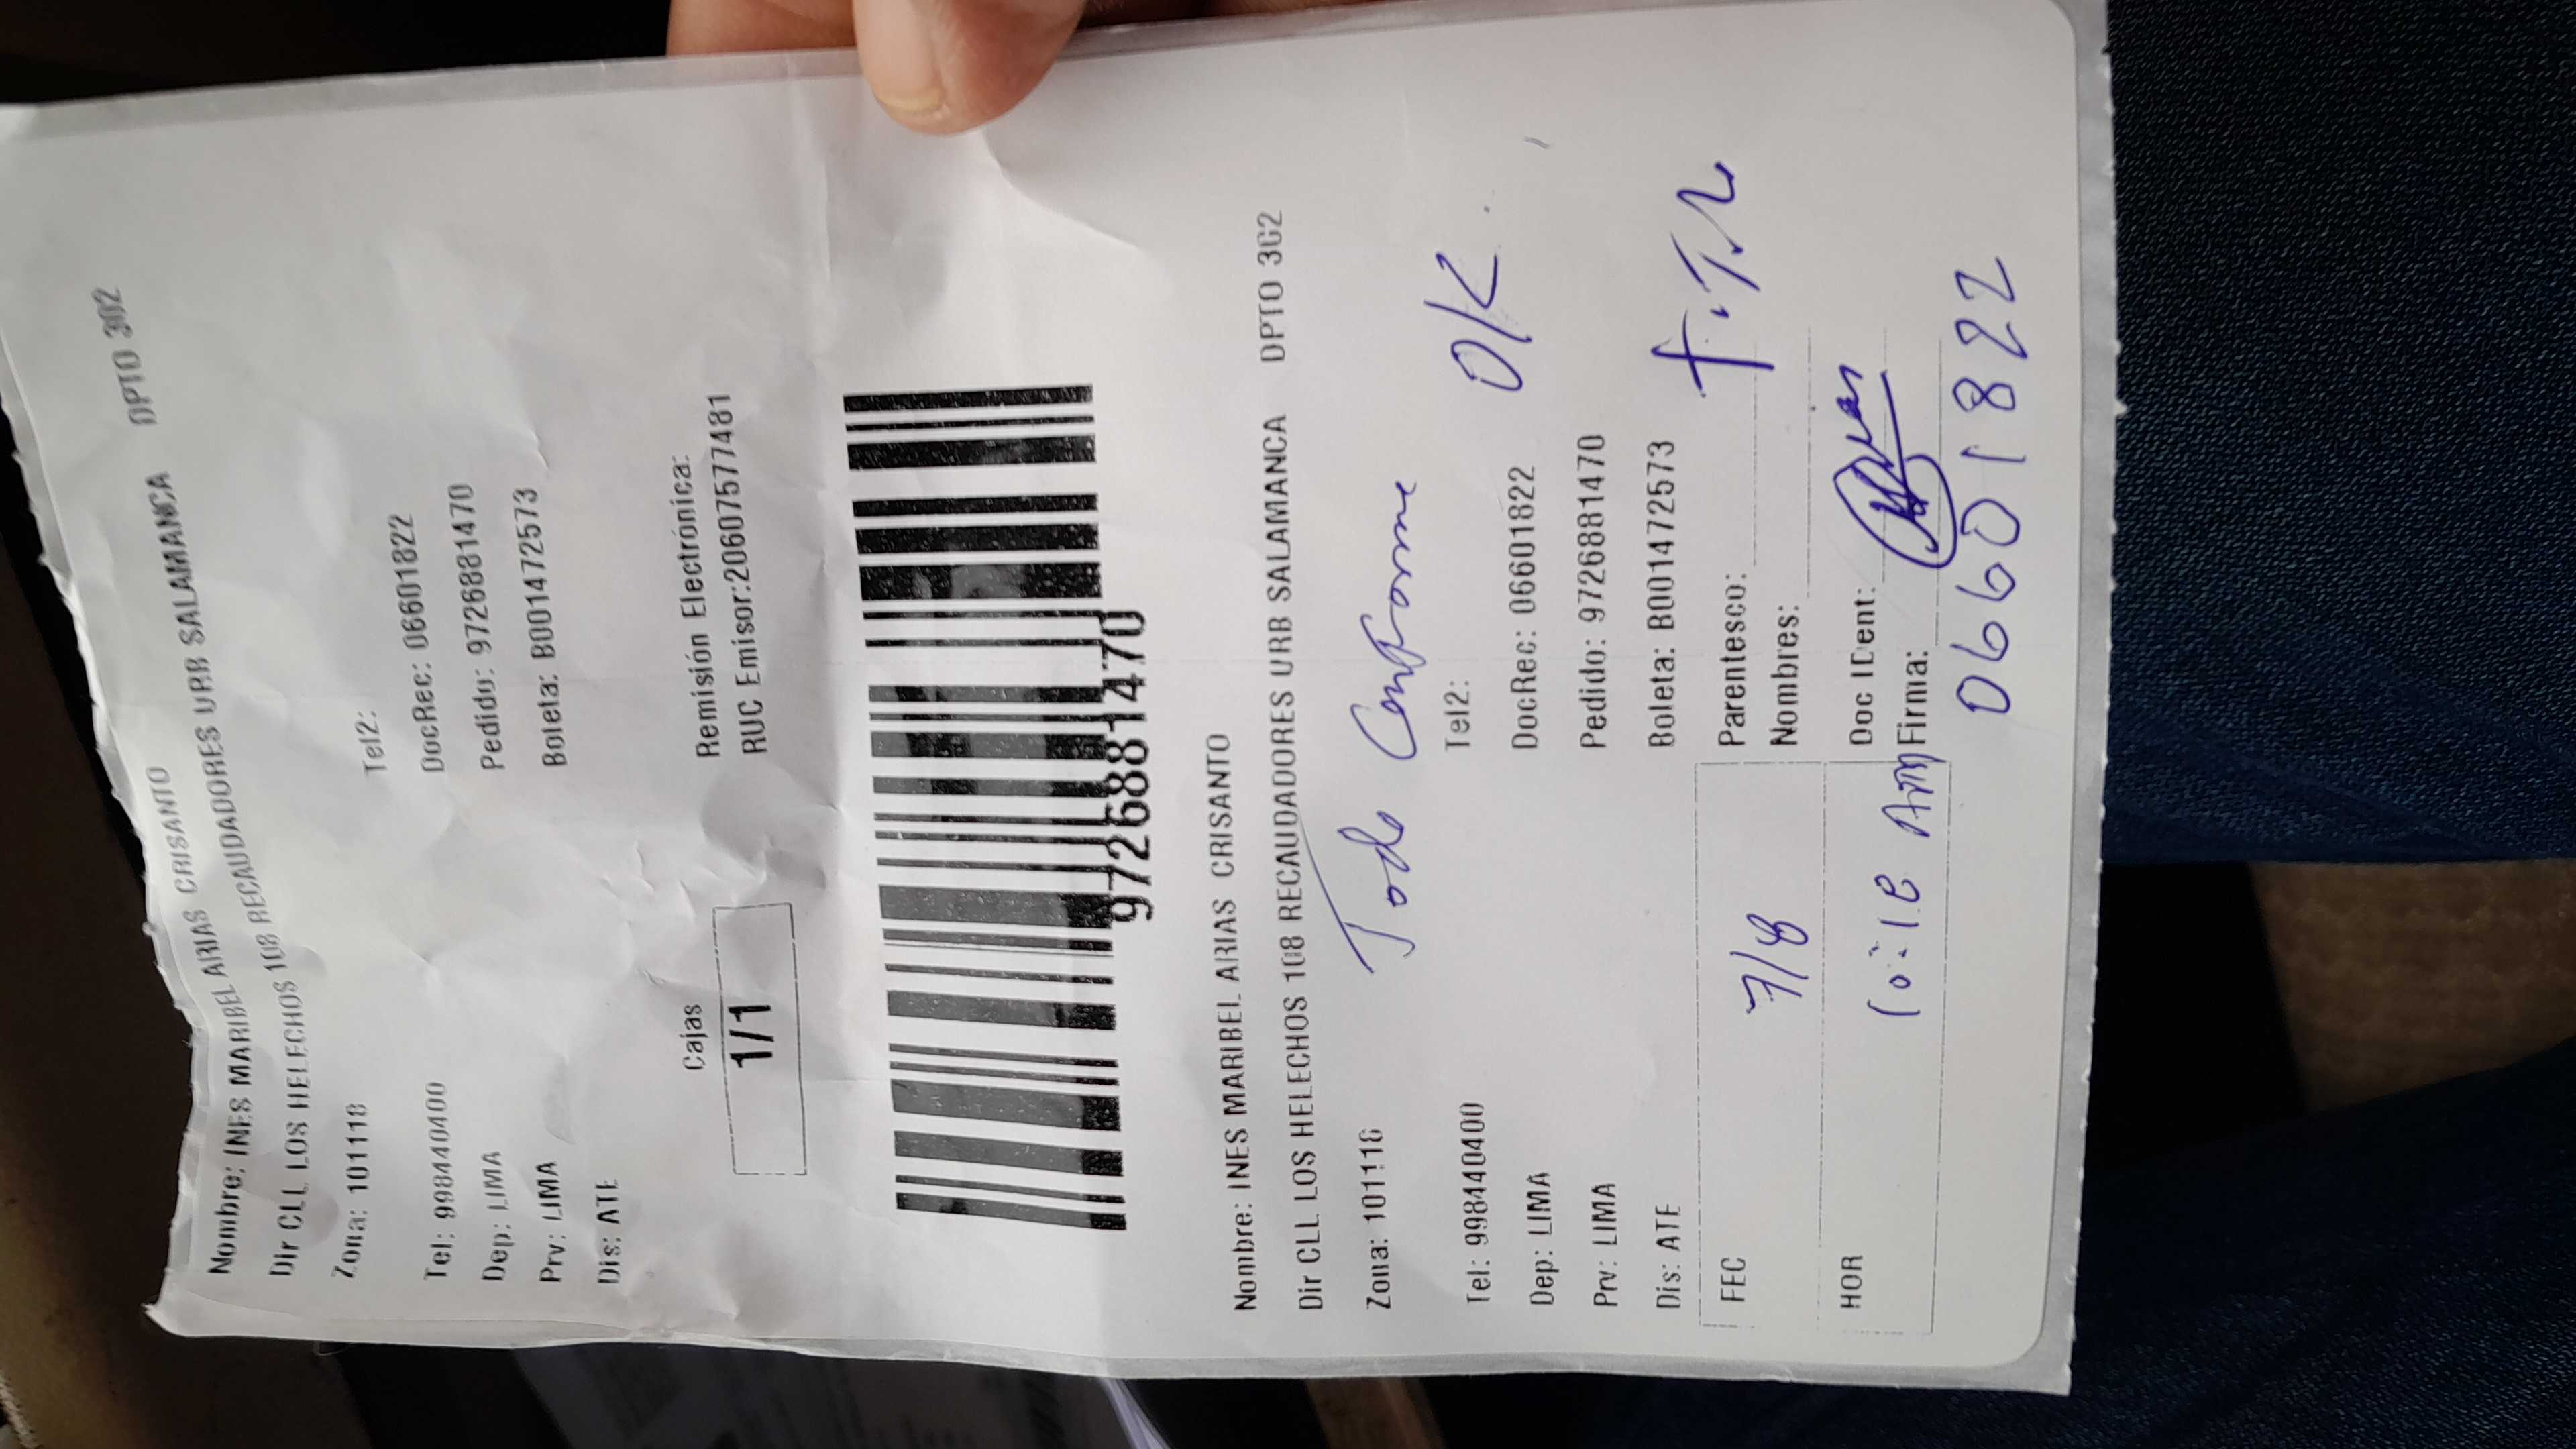 Nombre: INES MARIBEL ARIAS CRISANTO
Dir CLL LOS HELECHOS 108 RECAUDADORES URB SALAMANCA DPTO 302
Zona: 101118
Tel: 998440400 Tel2:
Dep: LIMA DocRec: 06601822
Prv: LIMA Pedido: 9726881470
Dis: ATE Boleta: B001472573
Cajas Remisión Electrónica:
1/1 RUC Emisor:20607577481
9726881470
Nombre: INES MARIBEL ARIAS CRISANTO
Dir CLL LOS HELECHOS 108 RECAUDADORES URB SALAMANCA DPTO 302
Zona: 101118
Todo Conforme
Tel: 998440400 Tel2: OK.
Dep: LIMA DocRec: 06601822
Prv: LIMA Pedido: 9726881470
Dis: ATE Boleta: B001472573
FEC 7/8 Parentesco:
Nombres:
HOR Am Doc IDent:
Firma:
06601822